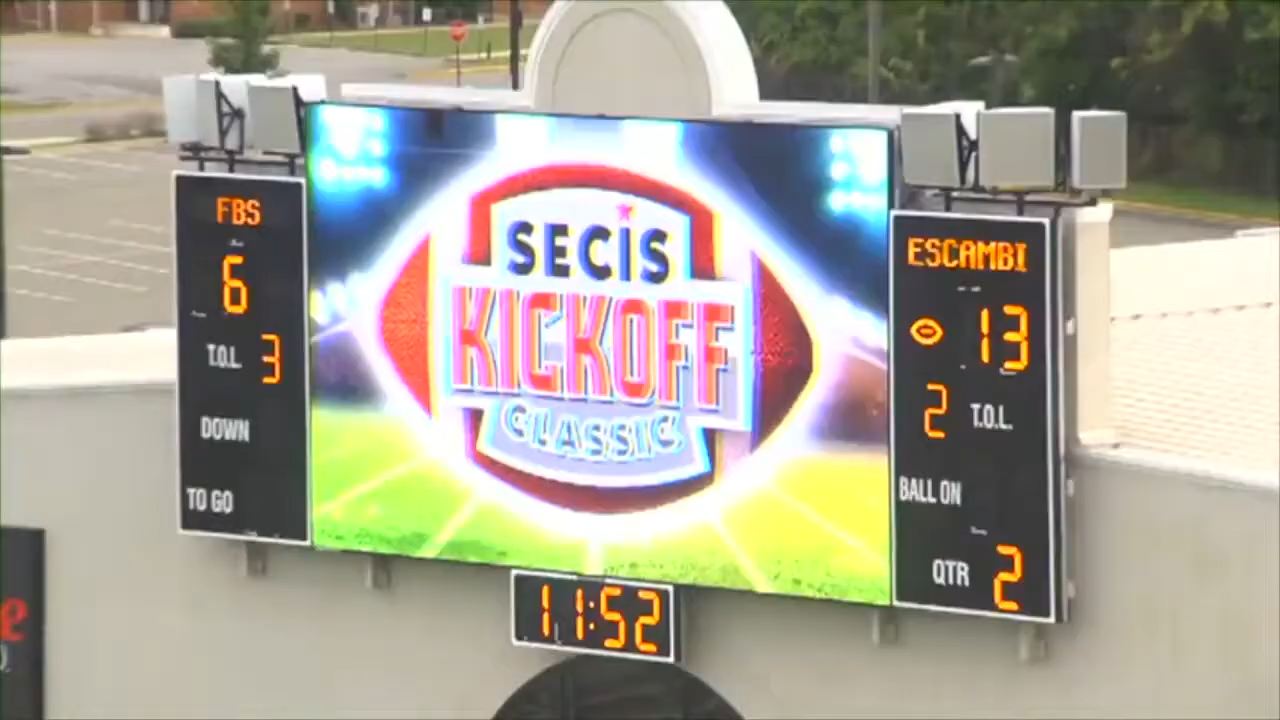 FBS
6
T.O.L. 3
DOWN
TO GO
SECIS
KICKOFF
CLASSIC
11:52
ESCAMBI
13
2 T.O.L.
BALL ON
QTR 2